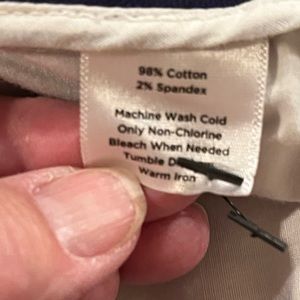 98% Cotton
2% Spandex
Machine Wash Cold
Only Non-Chlorine
Bleach When Needed
Tumble
Warm Iron